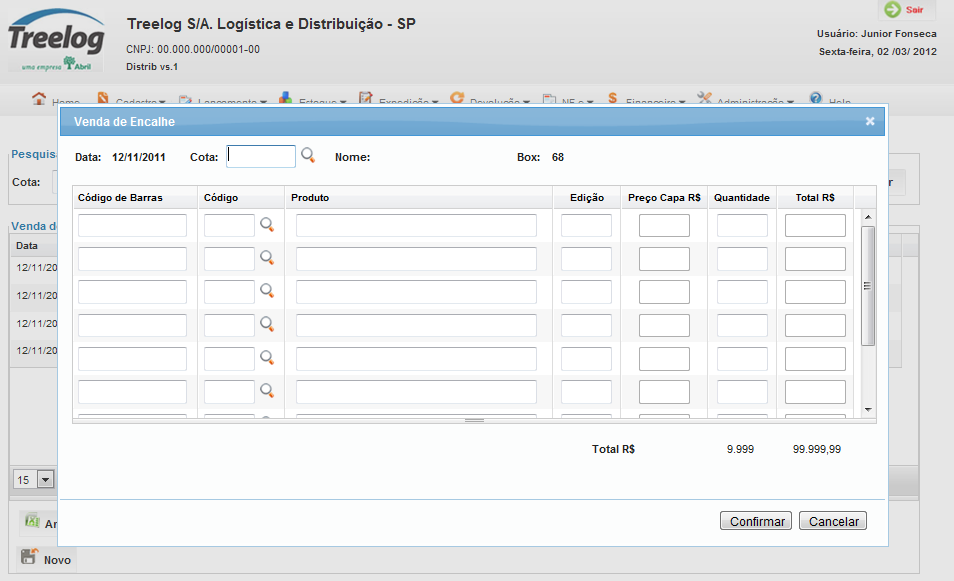 Treelog
uma empresa Abril
Treelog S/A. Logística e Distribuição - SP
CNPJ: 00.000.000/00001-00
Distrib vs.1
Sair
Usuário: Junior Fonseca
Sexta-feira, 02 /03/ 2012
Home Cadastro Lançamento Estoque Expedição Devolução NF-e Financeiro Administração Help
Pesquis
Cota:
r
Venda d
Data
12/11/20
12/11/20
12/11/20
12/11/20
15
Ar
Novo
Venda de Encalhe
Data: 12/11/2011 Cota: Nome: Box: 68
Código de Barras Código Produto Edição Preço Capa R$ Quantidade Total R$
Total R$ 9.999 99.999,99
Confirmar Cancelar